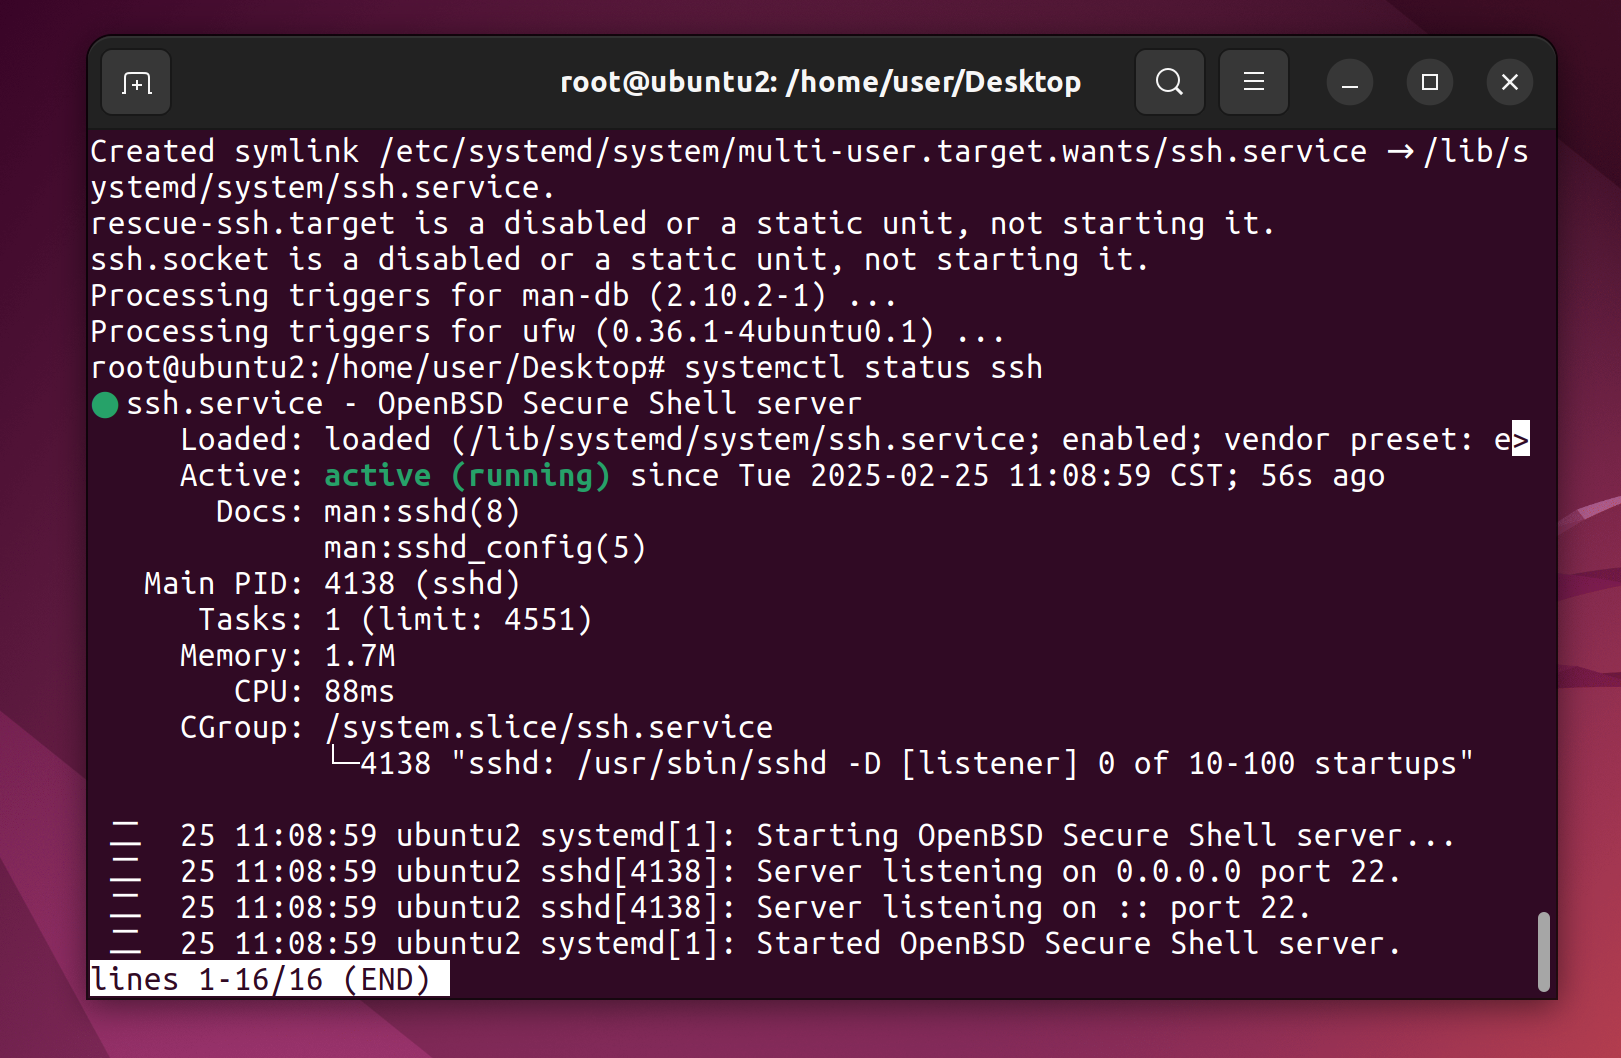 root@ubuntu2: /home/user/Desktop
Created symlink /etc/systemd/system/multi-user.target.wants/ssh.service → /lib/s
ystemd/system/ssh.service.
rescue-ssh.target is a disabled or a static unit, not starting it.
ssh.socket is a disabled or a static unit, not starting it.
Processing triggers for man-db (2.10.2-1) ...
Processing triggers for ufw (0.36.1-4ubuntu0.1) ...
root@ubuntu2:/home/user/Desktop# systemctl status ssh
● ssh.service - OpenBSD Secure Shell server
Loaded: loaded (/lib/systemd/system/ssh.service; enabled; vendor preset: e>
Active: active (running) since Tue 2025-02-25 11:08:59 CST; 56s ago
Docs: man:sshd(8)
man:sshd_config(5)
Main PID: 4138 (sshd)
Tasks: 1 (limit: 4551)
Memory: 1.7M
CPU: 88ms
CGroup: /system.slice/ssh.service
└─4138 "sshd: /usr/sbin/sshd -D [listener] 0 of 10-100 startups"
二 25 11:08:59 ubuntu2 systemd[1]: Starting OpenBSD Secure Shell server...
二 25 11:08:59 ubuntu2 sshd[4138]: Server listening on 0.0.0.0 port 22.
二 25 11:08:59 ubuntu2 sshd[4138]: Server listening on :: port 22.
二 25 11:08:59 ubuntu2 systemd[1]: Started OpenBSD Secure Shell server.
lines 1-16/16 (END)